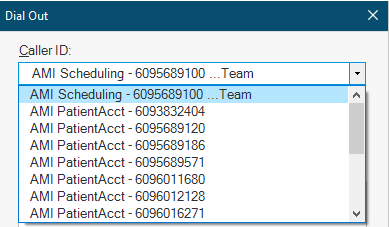 Dial Out
Caller ID:
AMI Scheduling - 6095689100 ...Team
AMI Scheduling - 6095689100 ...Team
AMI PatientAcct - 6093832404
AMI PatientAcct - 6095689120
AMI PatientAcct - 6095689186
AMI PatientAcct - 6095689571
AMI PatientAcct - 6096011680
AMI PatientAcct - 6096012128
AMI PatientAcct - 6096016271